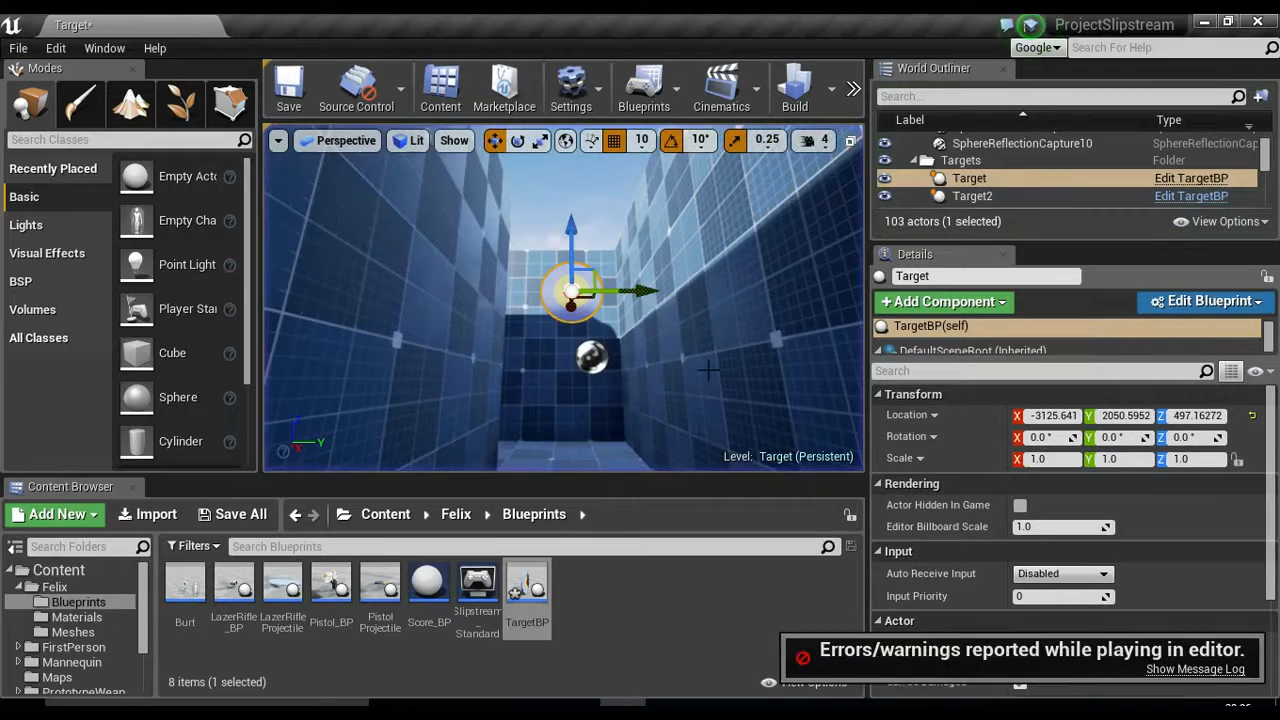 Target*
ProjectSlipstream
File Edit Window Help
Google
Search For Help
Modes
Search Classes
Recently Placed
Basic
Lights
Visual Effects
BSP
Volumes
All Classes
Empty Acto
Empty Cha
Point Light
Player Star
Cube
Sphere
Cylinder
Save
Source Control
Content
Marketplace
Settings
Blueprints
Cinematics
Build
Perspective
Lit
Show
10
10°
0.25
4
Z
Y
X
Level: Target (Persistent)
World Outliner
Search...
Label
Type
SphereReflectionCapture10
SphereReflectionCap
Targets
Folder
Target
Edit TargetBP
Target2
Edit TargetBP
103 actors (1 selected)
View Options
Details
Target
+Add Component
Edit Blueprint
TargetBP(self)
DefaultSceneRoot (Inherited)
Search
Transform
Location
X -3125.641 Y 2050.5952 Z 497.16272
Rotation
X 0.0 ° Y 0.0 ° Z 0.0 °
Scale
X 1.0 Y 1.0 Z 1.0
Rendering
Actor Hidden In Game
Editor Billboard Scale
1.0
Input
Auto Receive Input
Disabled
Input Priority
0
Actor
Errors/warnings reported while playing in editor.
Show Message Log
Content Browser
Add New
Import
Save All
Content
Felix
Blueprints
Search Folders
Filters
Search Blueprints
Content
Felix
Blueprints
Materials
Meshes
FirstPerson
Mannequin
Maps
PrototypeWeap
Burt
LazerRifle
_BP
LazerRifle
Projectile
Pistol_BP
Pistol
Projectile
Score_BP
Slipstream_
Standard
TargetBP
8 items (1 selected)